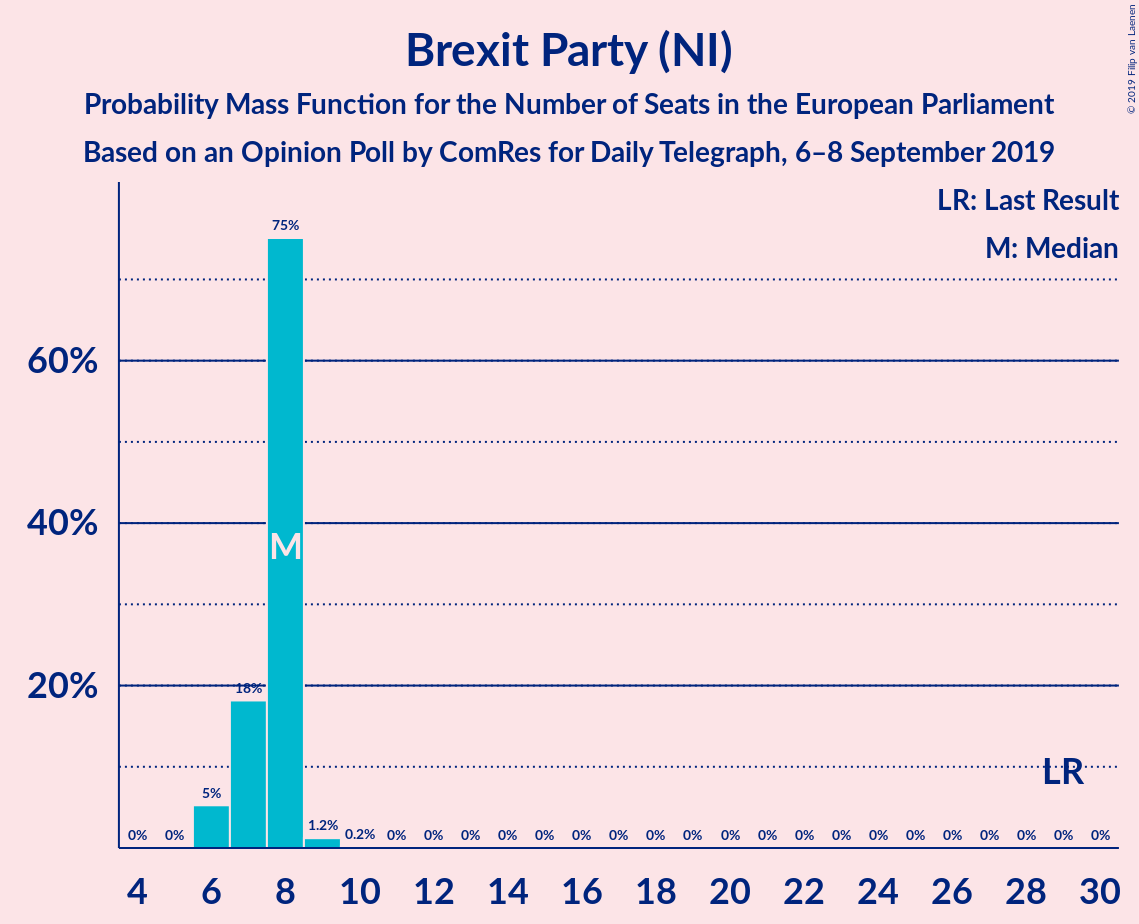 Brexit Party (NI)
Probability Mass Function for the Number of Seats in the European Parliament
Based on an Opinion Poll by ComRes for Daily Telegraph, 6–8 September 2019
© 2019 Filip van Laenen
LR: Last Result
M: Median
75%
60%
40%
M
20%
18%
LR
5%
1.2%
0% 0% 0.2% 0% 0% 0% 0% 0% 0% 0% 0% 0% 0% 0% 0% 0% 0% 0% 0% 0% 0% 0% 0%
4 6 8 10 12 14 16 18 20 22 24 26 28 30